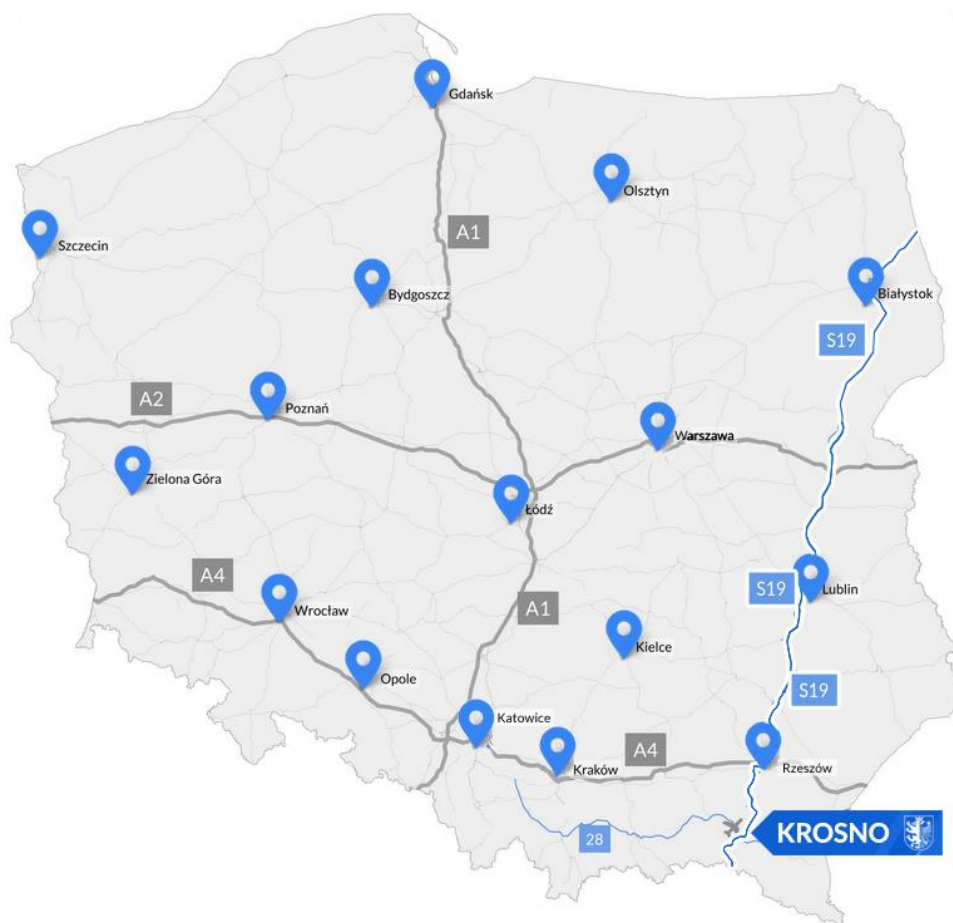 Gdańsk
Olsztyn
A1
Szczecin
Bydgoszcz
Białystok
S19
A2
Poznań
Warszawa
Zielona Góra
Łódź
A4
S19
Lublin
Wrocław
A1
Kielce
Opole
S19
Katowice
A4
Kraków
Rzeszów
KROSNO
28